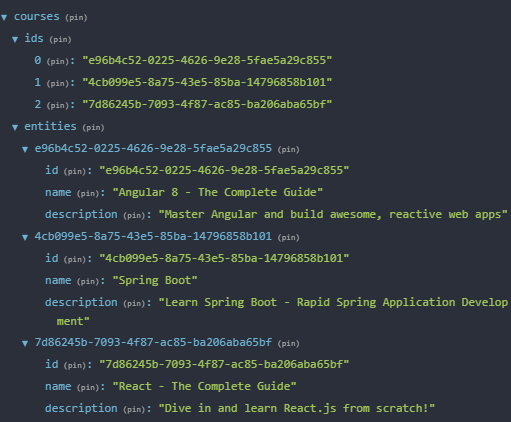 ▼ courses (pin)
▼ ids (pin)
0 (pin): "e96b4c52-0225-4626-9e28-5fae5a29c855"
1 (pin): "4cb099e5-8a75-43e5-85ba-14796858b101"
2 (pin): "7d86245b-7093-4f87-ac85-ba206aba65bf"
▼ entities (pin)
▼ e96b4c52-0225-4626-9e28-5fae5a29c855 (pin)
id (pin): "e96b4c52-0225-4626-9e28-5fae5a29c855"
name (pin): "Angular 8 - The Complete Guide"
description (pin): "Master Angular and build awesome, reactive web apps"
▼ 4cb099e5-8a75-43e5-85ba-14796858b101 (pin)
id (pin): "4cb099e5-8a75-43e5-85ba-14796858b101"
name (pin): "Spring Boot"
description (pin): "Learn Spring Boot - Rapid Spring Application Develop
ment"
▼ 7d86245b-7093-4f87-ac85-ba206aba65bf (pin)
id (pin): "7d86245b-7093-4f87-ac85-ba206aba65bf"
name (pin): "React - The Complete Guide"
description (pin): "Dive in and learn React.js from scratch!"